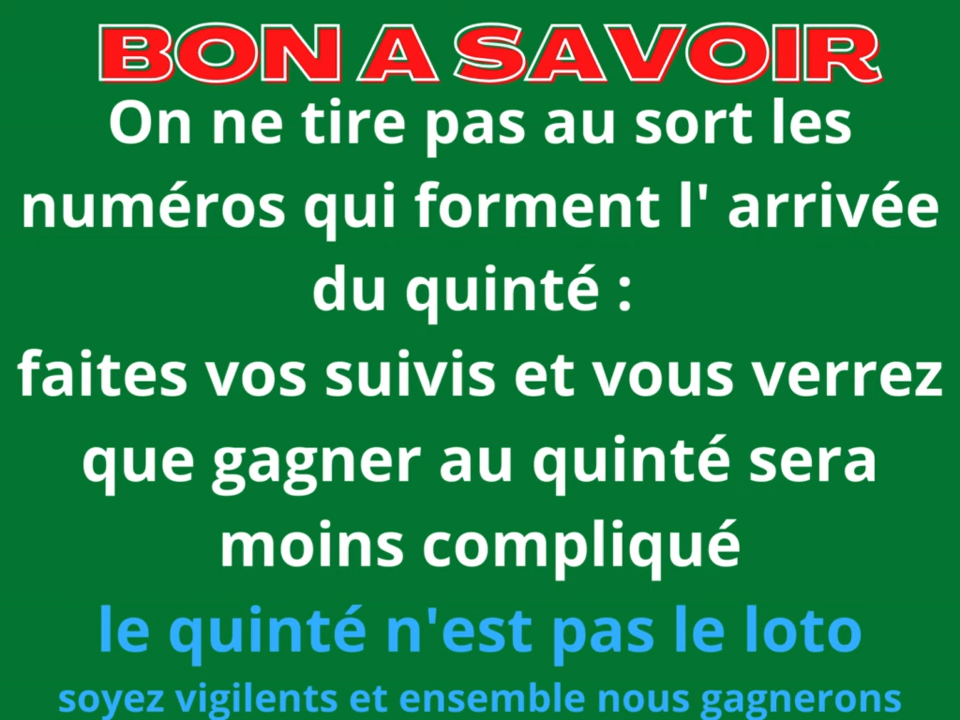 BON A SAVOIR
On ne tire pas au sort les
numéros qui forment l' arrivée
du quinté :
faites vos suivis et vous verrez
que gagner au quinté sera
moins compliqué
le quinté n'est pas le loto
soyez vigilents et ensemble nous gagnerons